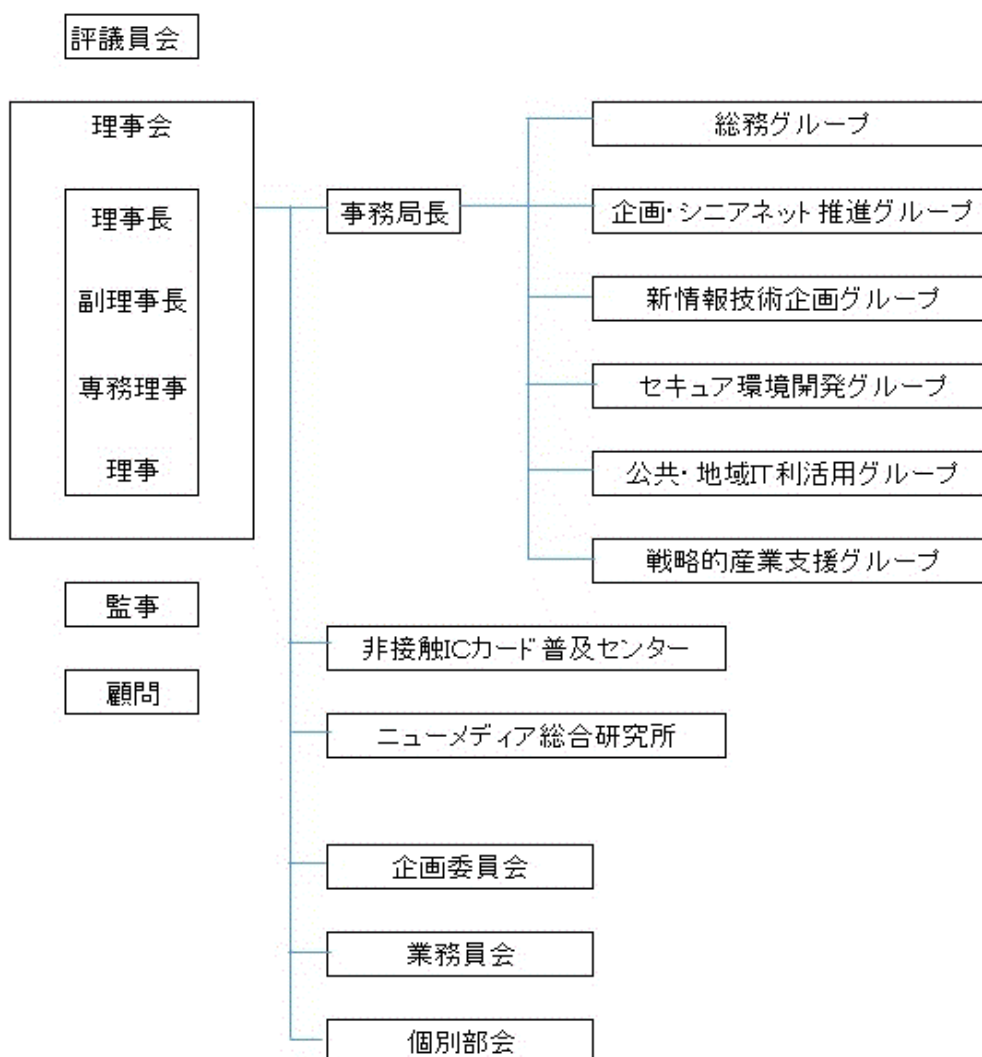 評議員会
理事会
理事長
副理事長
専務理事
理事
監事
顧問
事務局長
総務グループ
企画・シニアネット推進グループ
新情報技術企画グループ
セキュア環境開発グループ
公共・地域IT利活用グループ
戦略的産業支援グループ
非接触ICカード普及センター
ニューメディア総合研究所
企画委員会
業務員会
個別部会